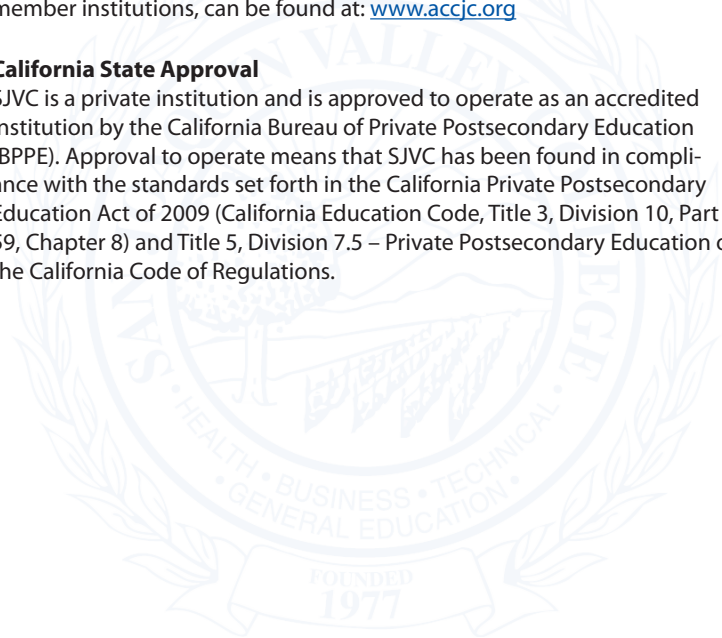 member institutions, can be found at: www.accjc.org
California State Approval
SJVC is a private institution and is approved to operate as an accredited
institution by the California Bureau of Private Postsecondary Education
(BPPE). Approval to operate means that SJVC has been found in compli-
ance with the standards set forth in the California Private Postsecondary
Education Act of 2009 (California Education Code, Title 3, Division 10, Part
59, Chapter 8) and Title 5, Division 7.5 – Private Postsecondary Education
the California Code of Regulations.
SAN VALLEY
• HEALTH • BUSINESS • TECHNICAL •
• GENERAL EDUCATION •
FOUNDED
1977